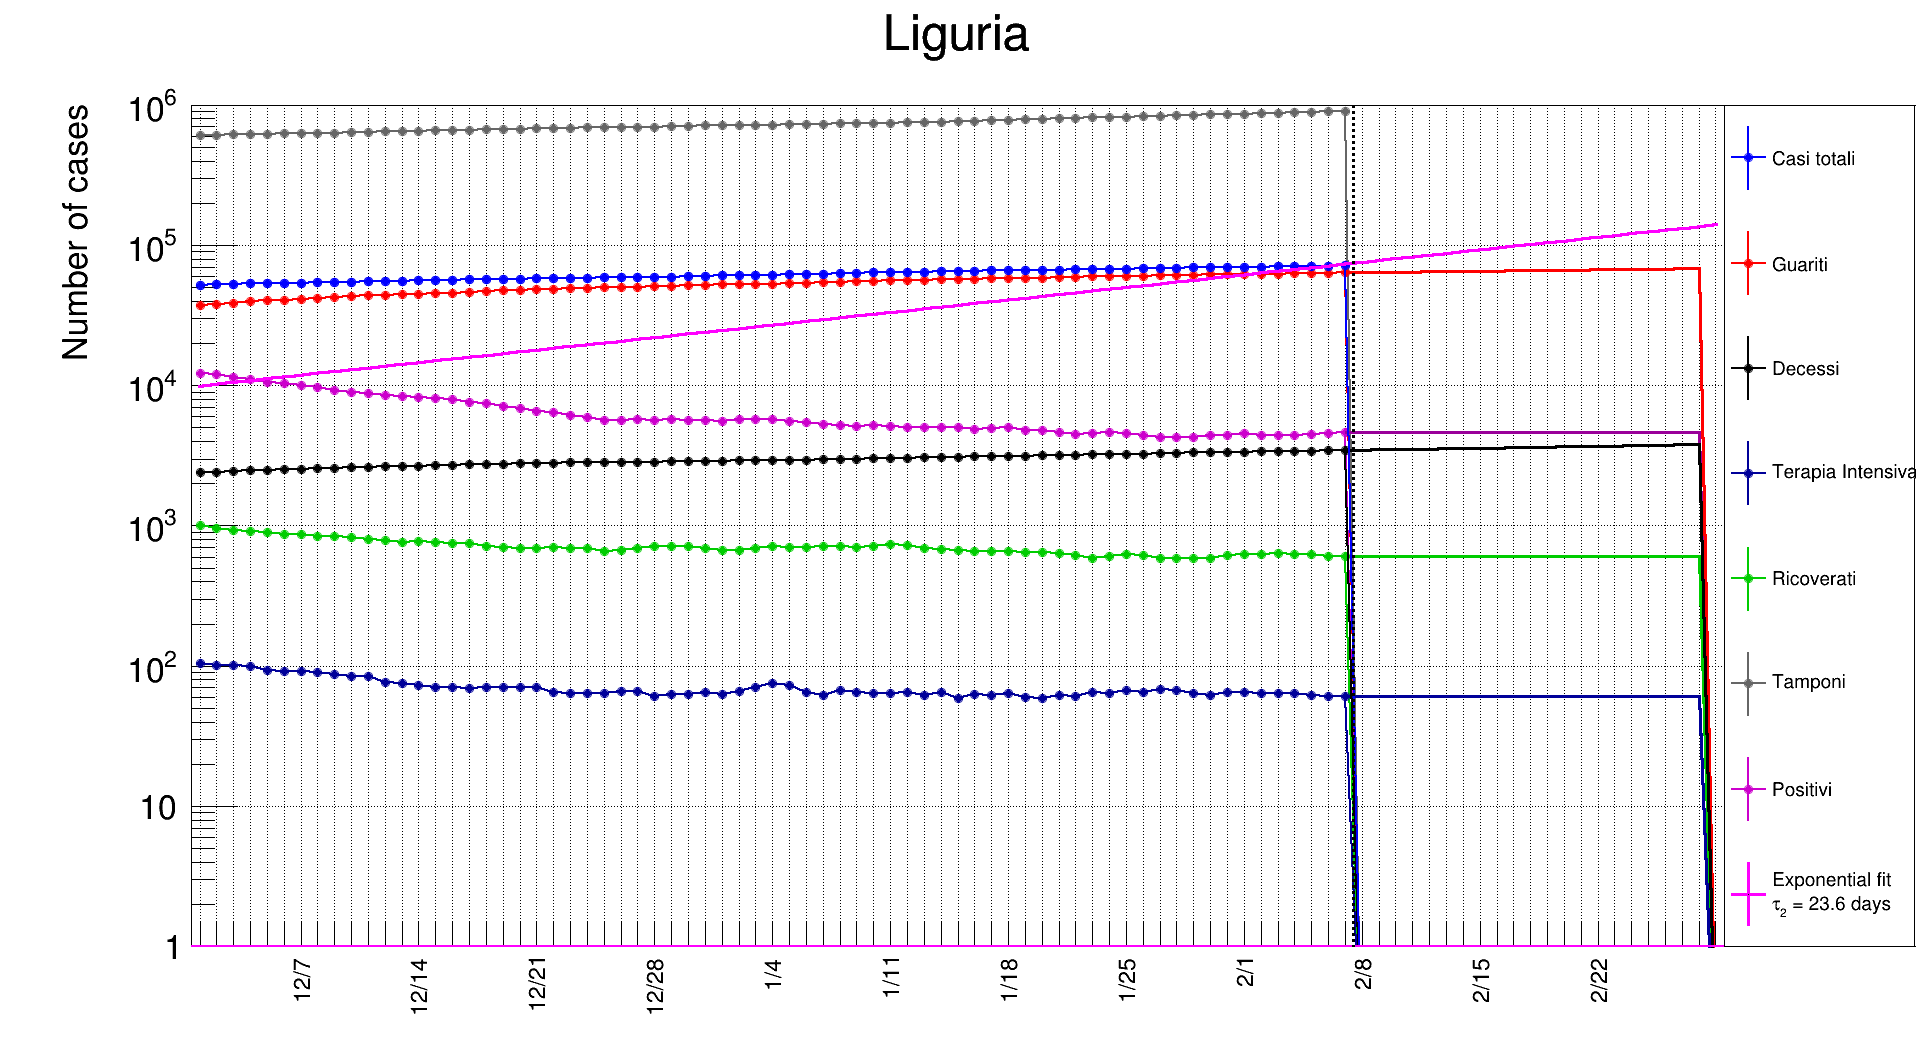 Liguria
Number of cases
10^6
10^5
10^4
10^3
10^2
10
1
12/7
12/14
12/21
12/28
1/4
1/11
1/18
1/25
2/1
2/8
2/15
2/22
Casi totali
Guariti
Decessi
Terapia Intensiva
Ricoverati
Tamponi
Positivi
Exponential fit
τ₂ = 23.6 days